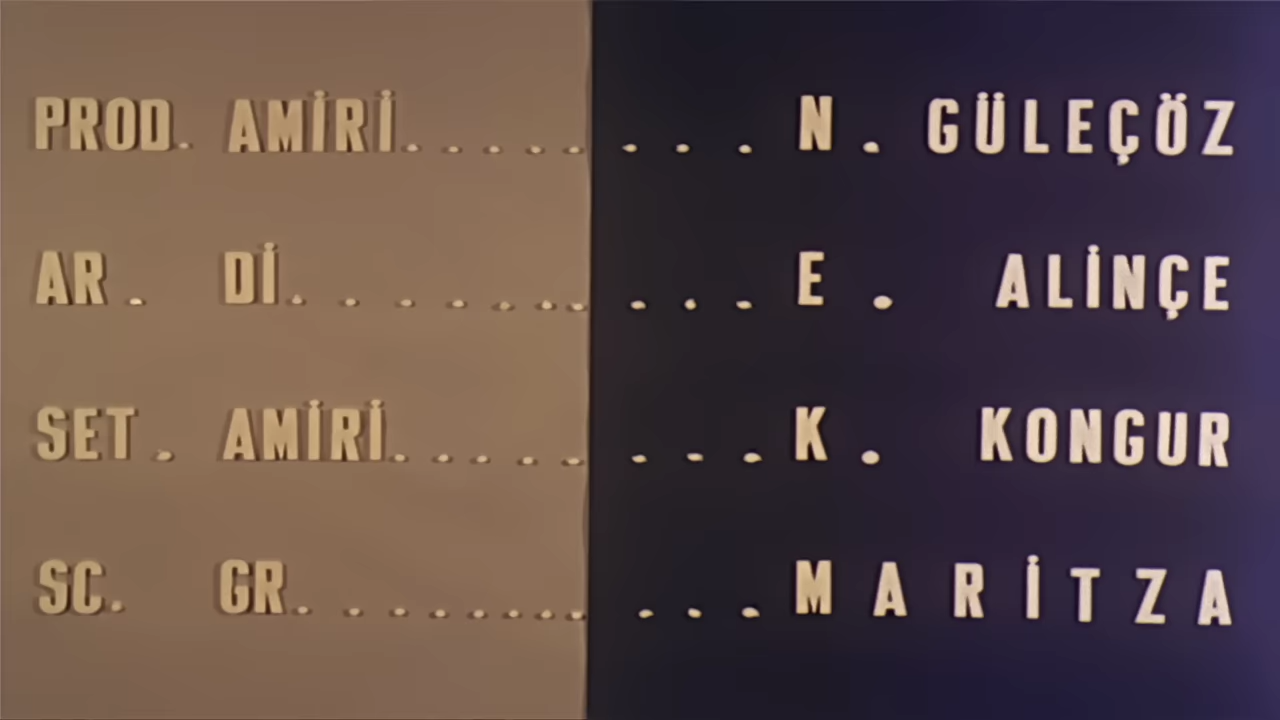 PROD. AMİRİ........N. GÜLEÇÖZ
AR. Dİ..........E. ALİNÇE
SET. AMİRİ........K. KONGUR
SC. GR..........MARİTZA